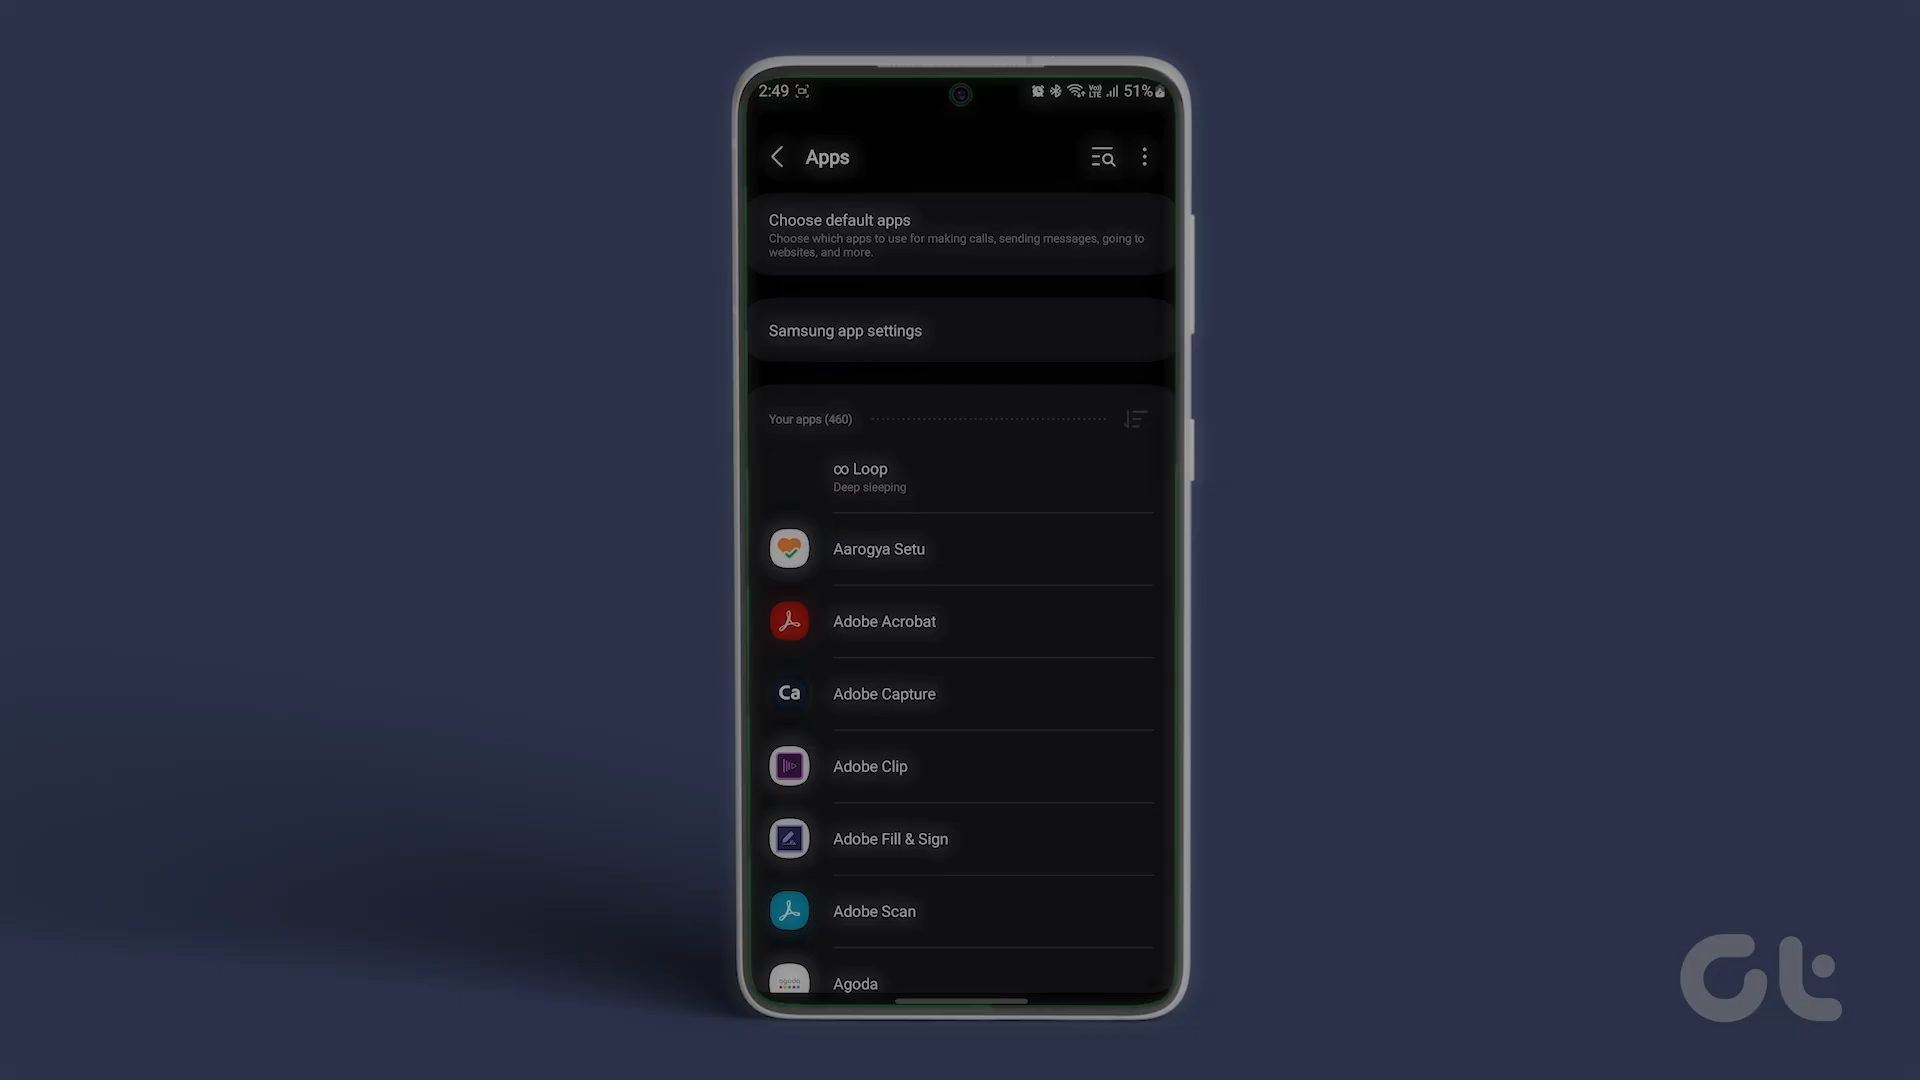 2:49 51%
Apps
Choose default apps
Choose which apps to use for making calls, sending messages, going to
websites, and more.
Samsung app settings
Your apps (460)
∞ Loop
Deep sleeping
Aarogya Setu
Adobe Acrobat
Ca Adobe Capture
Adobe Clip
Adobe Fill & Sign
Adobe Scan
agoda Agoda
Gt